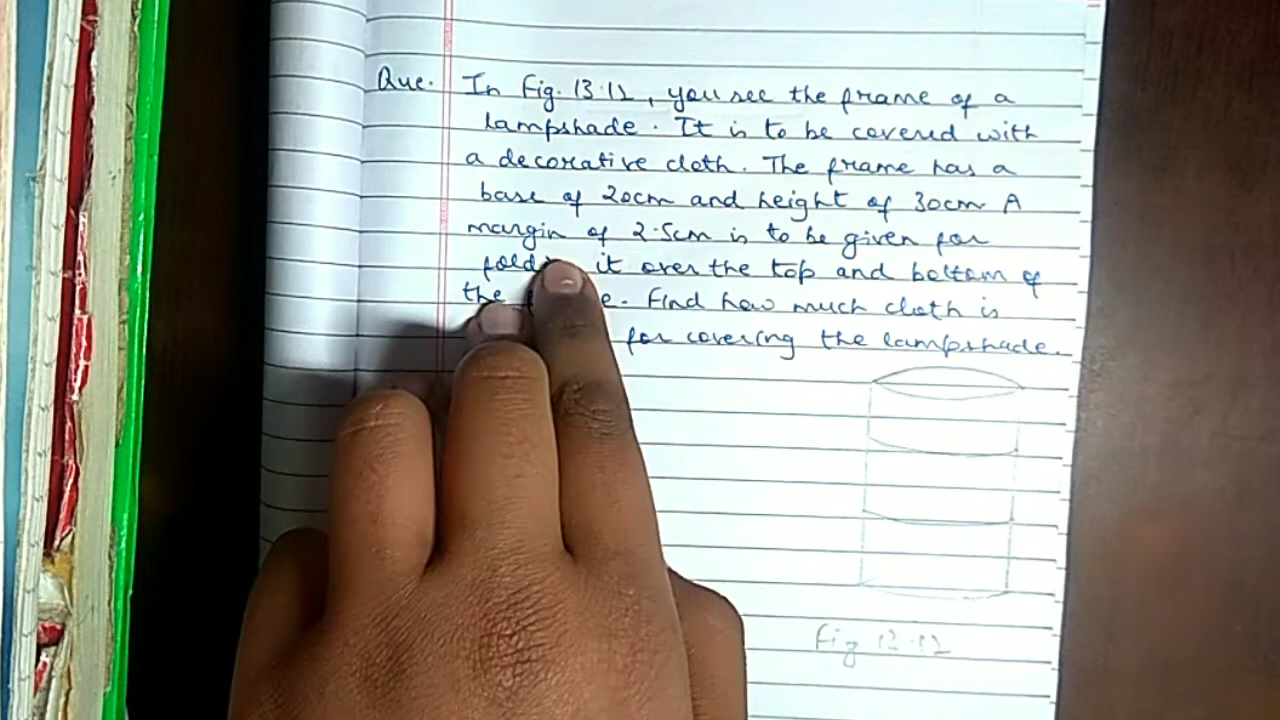 Que. In Fig. 13.12, you see the frame of a
lampshade. It is to be covered with
a decorative cloth. The frame has a
base of 20cm and height of 30cm A
margin of 2.5cm is to be given for
it over the top and bottom of
the e. Find how much cloth is
for covering the lampshade.
Fig 13.12